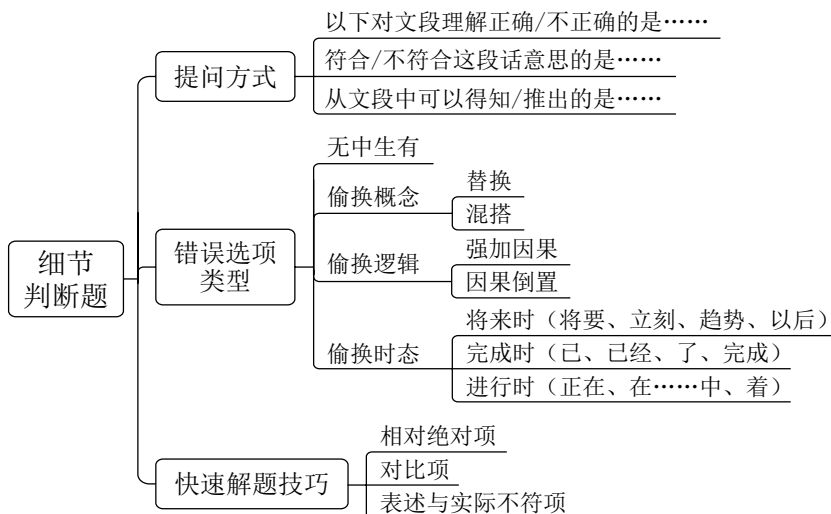 细节
判断题
提问方式
以下对文段理解正确/不正确的是……
符合/不符合这段话意思的是……
从文段中可以得知/推出的是……
错误选项
类型
无中生有
偷换概念
替换
混搭
偷换逻辑
强加因果
因果倒置
偷换时态
将来时（将要、立刻、趋势、以后）
完成时（已、已经、了、完成）
进行时（正在、在……中、着）
快速解题技巧
相对绝对项
对比项
表述与实际不符项